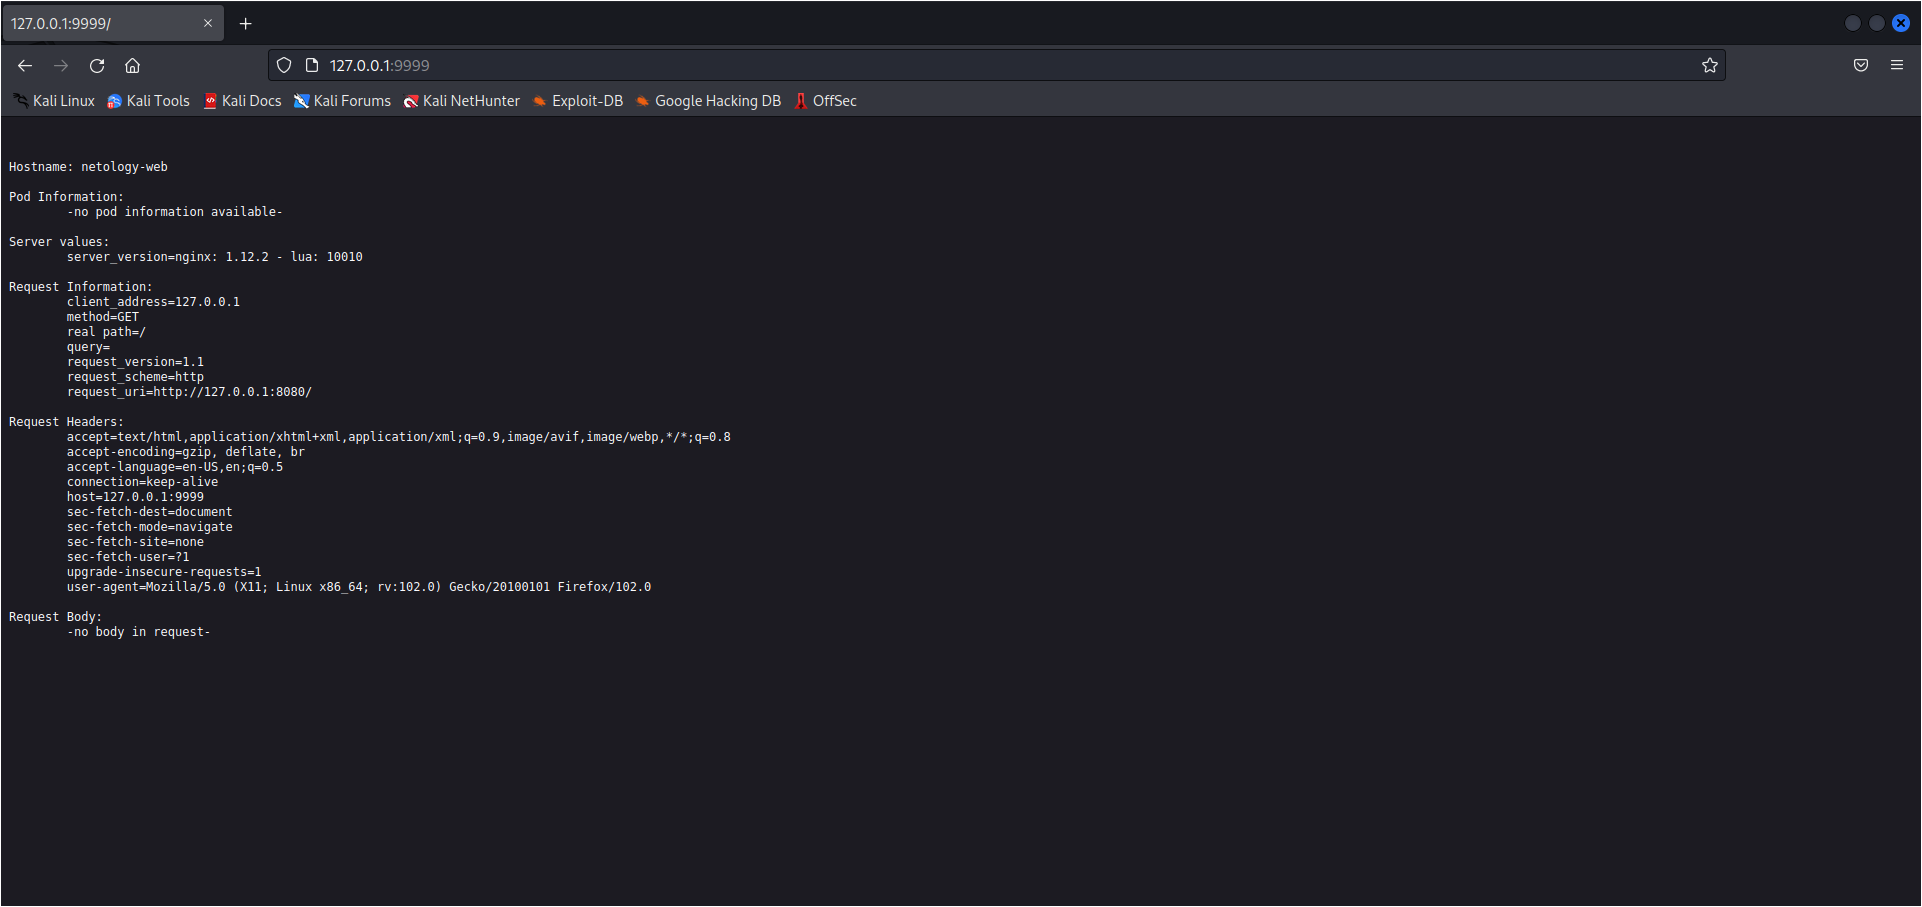 127.0.0.1:9999/
127.0.0.1:9999
Kali Linux Kali Tools Kali Docs Kali Forums Kali NetHunter Exploit-DB Google Hacking DB OffSec
Hostname: netology-web
Pod Information:
-no pod information available-
Server values:
server_version=nginx: 1.12.2 - lua: 10010
Request Information:
client_address=127.0.0.1
method=GET
real path=/
query=
request_version=1.1
request_scheme=http
request_uri=http://127.0.0.1:8080/
Request Headers:
accept=text/html,application/xhtml+xml,application/xml;q=0.9,image/avif,image/webp,*/*;q=0.8
accept-encoding=gzip, deflate, br
accept-language=en-US,en;q=0.5
connection=keep-alive
host=127.0.0.1:9999
sec-fetch-dest=document
sec-fetch-mode=navigate
sec-fetch-site=none
sec-fetch-user=?1
upgrade-insecure-requests=1
user-agent=Mozilla/5.0 (X11; Linux x86_64; rv:102.0) Gecko/20100101 Firefox/102.0
Request Body:
-no body in request-